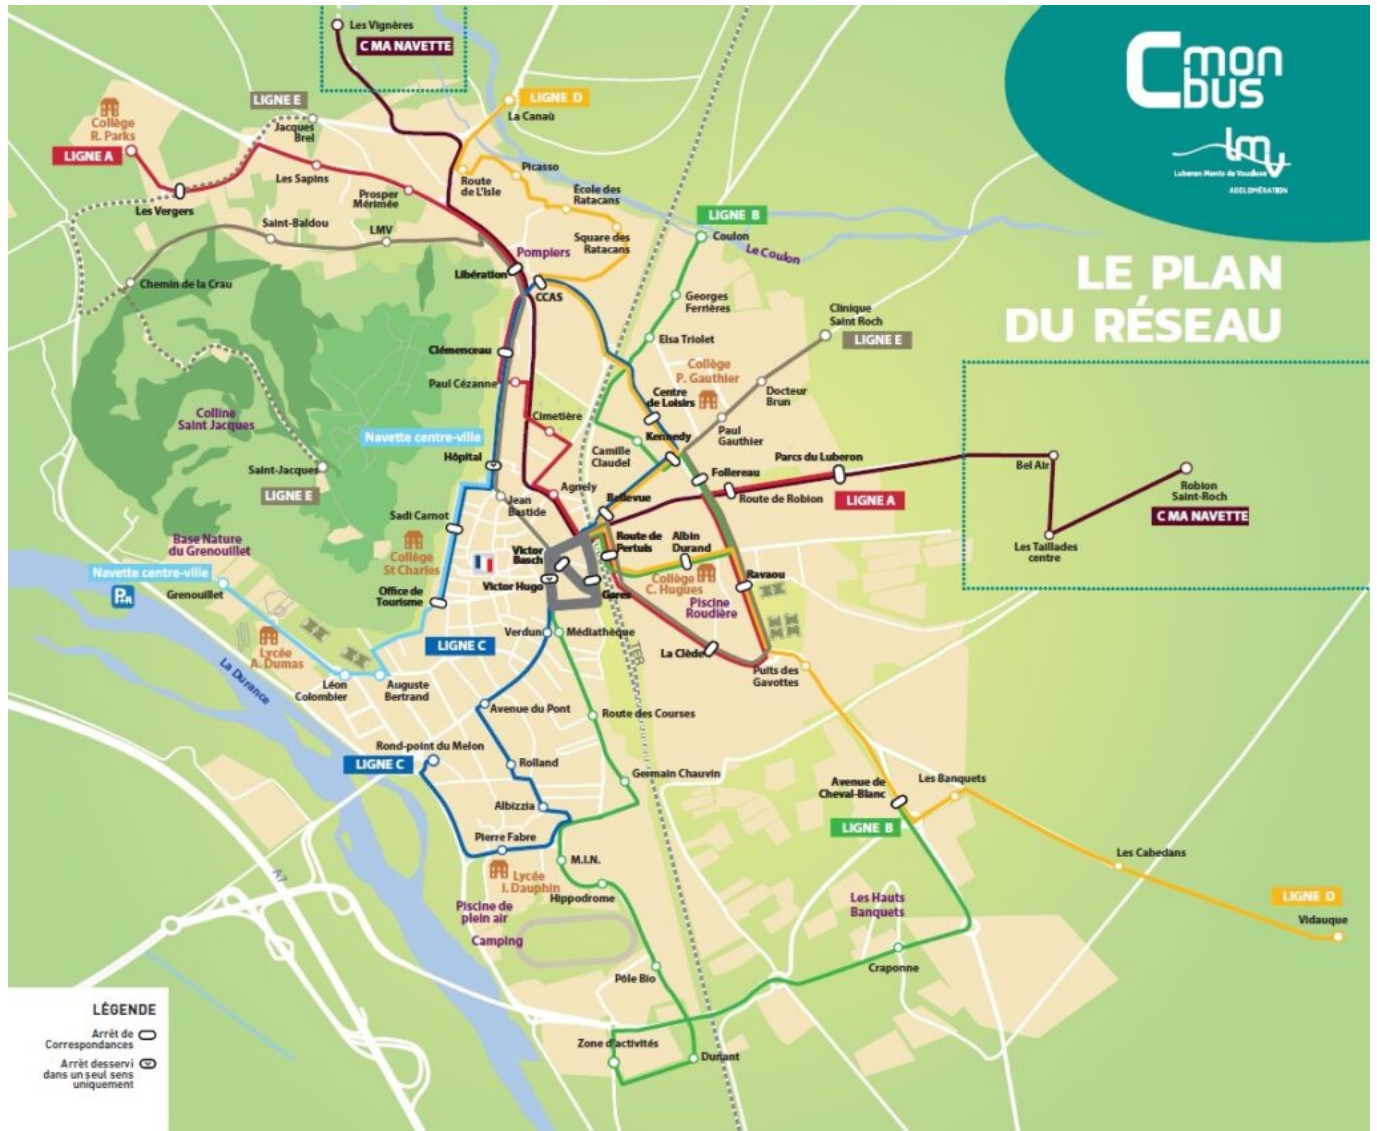 Les Vignères
C MA NAVETTE
C mon
bus
lmv
Luberon Monts de Vaucluse
AGGLOMÉRATION
LE PLAN
DU RÉSEAU
LIGNE E
LIGNE D
La Canaù
Collège
R. Parks
LIGNE A
Jacques
Brel
Les Sapins
Les Vergers
Prosper
Mérimée
Route
de L'Isle
Picasso
École des
Ratacans
Square des
Ratacans
LIGNE B
Coulon
Le Coulon
Saint-Baldou
LMV
Pompiers
Libération
CCAS
Chemin de la Crau
Georges
Ferrières
Elsa Triolet
Clinique
Saint Roch
LIGNE E
Clémenceau
Paul Cézanne
Collège
P. Gauthier
Centre
de Loisirs
Docteur
Brun
Paul
Gauthier
Cimetière
Colline
Saint Jacques
Navette centre-ville
Hôpital
Kennedy
Camille
Claudel
Saint-Jacques
LIGNE E
Follereau
Parcs du Luberon
Route de Robion
LIGNE A
Bel Air
Robion
Saint-Roch
C MA NAVETTE
Les Taillades
centre
Agnely
Jean
Bastide
Bellevue
Sadi Carnot
Collège
St Charles
Base Nature
du Grenouillet
Navette centre-ville
P+R
Grenouillet
Victor
Basch
Victor Hugo
Gares
Route de
Pertuis
Albin
Durand
Collège
C. Hugues
Piscine
Roudière
Ravaou
Office de
Tourisme
LIGNE C
Verdun
Médiathèque
La Clède
Puits des
Gavottes
TER
Lycée
A. Dumas
La Durance
Léon
Colombier
Auguste
Bertrand
Avenue du Pont
Route des Courses
Rond-point du Melon
LIGNE C
Rolland
Germain Chauvin
Albizzia
Avenue de
Cheval-Blanc
Les Banquets
LIGNE B
Pierre Fabre
M.I.N.
Les Cabedans
Lycée
I. Dauphin
Hippodrome
A7
Piscine de
plein air
Camping
Les Hauts
Banquets
LIGNE D
Vidauque
Craponne
Pôle Bio
Zone d'activités
Dunant
LÉGENDE
Arrêt de
Correspondances
Arrêt desservi
dans un seul sens
uniquement